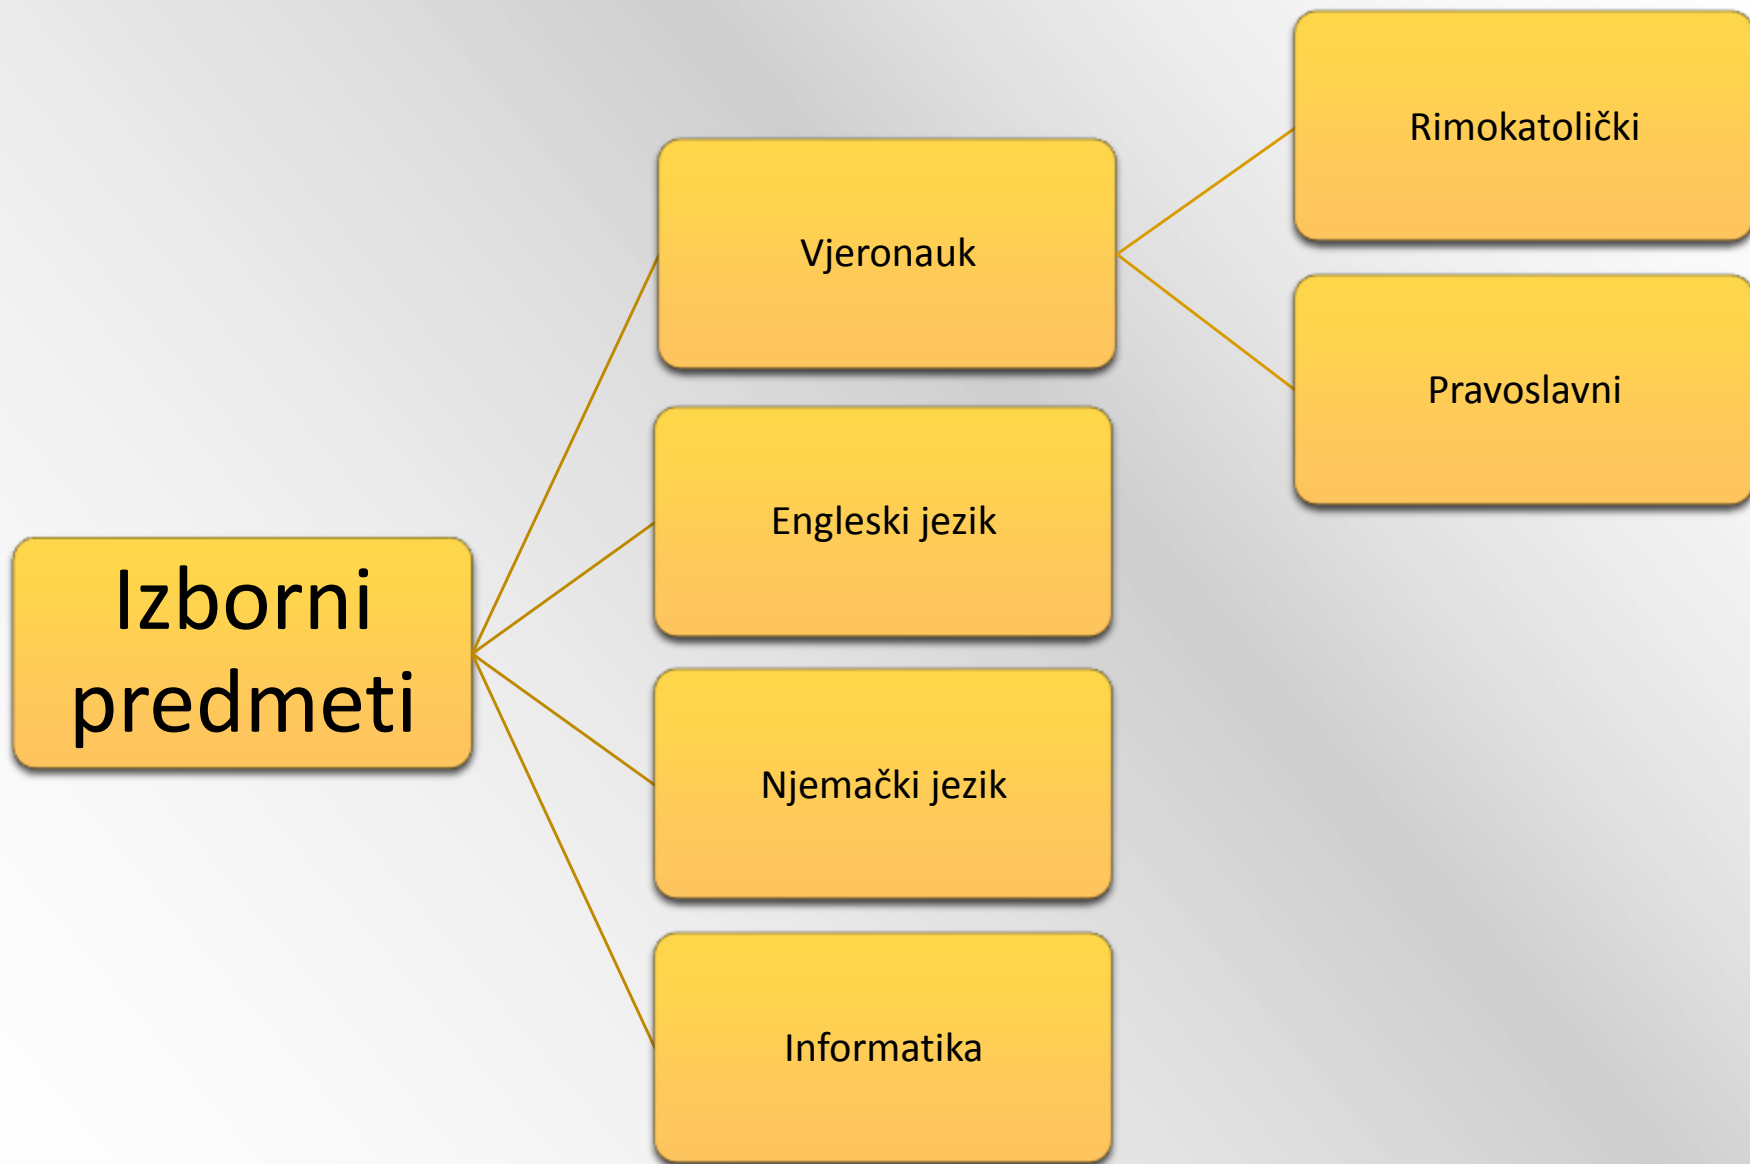 Izborni
predmeti
Vjeronauk
Rimokatolički
Pravoslavni
Engleski jezik
Njemački jezik
Informatika